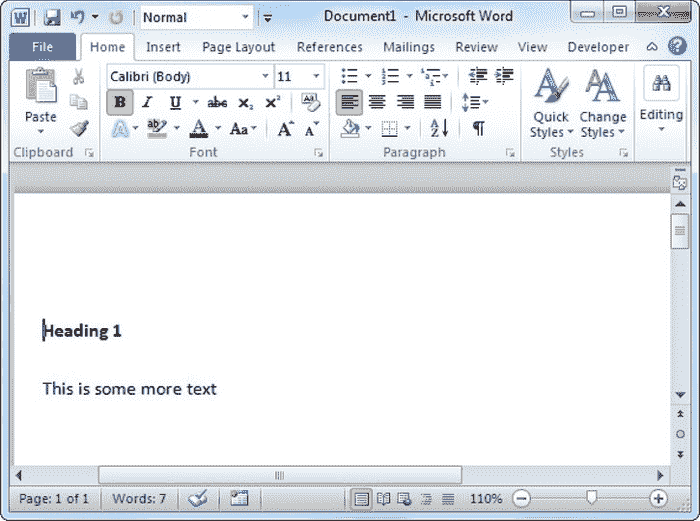 W Normal Document1 - Microsoft Word
File Home Insert Page Layout References Mailings Review View Developer
Calibri (Body) 11
B I U abc x₂ x² Aa A A
Paste Quick Styles Change Styles Editing
Clipboard Font Paragraph Styles
Heading 1
This is some more text
Page: 1 of 1 Words: 7 110%